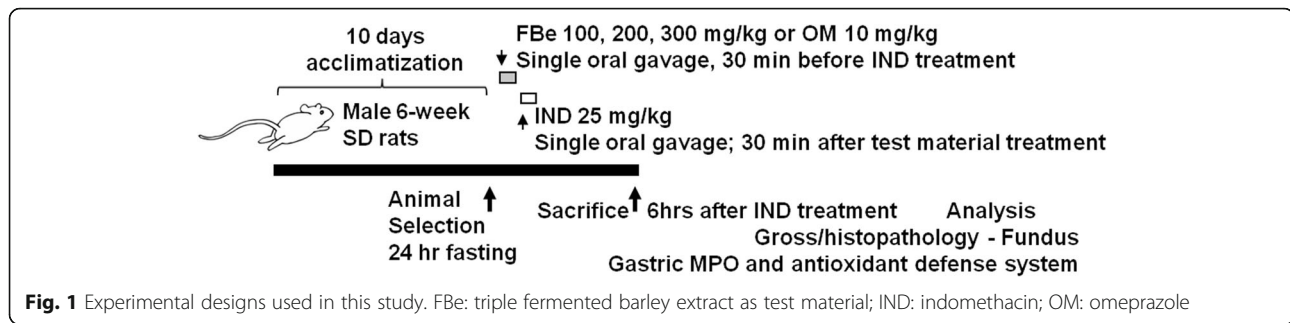 10 days
acclimatization
FBe 100, 200, 300 mg/kg or OM 10 mg/kg
Single oral gavage, 30 min before IND treatment
Male 6-week
SD rats
IND 25 mg/kg
Single oral gavage; 30 min after test material treatment
Animal
Selection
24 hr fasting
Sacrifice
6hrs after IND treatment
Analysis
Gross/histopathology - Fundus
Gastric MPO and antioxidant defense system
Fig. 1 Experimental designs used in this study. FBe: triple fermented barley extract as test material; IND: indomethacin; OM: omeprazole